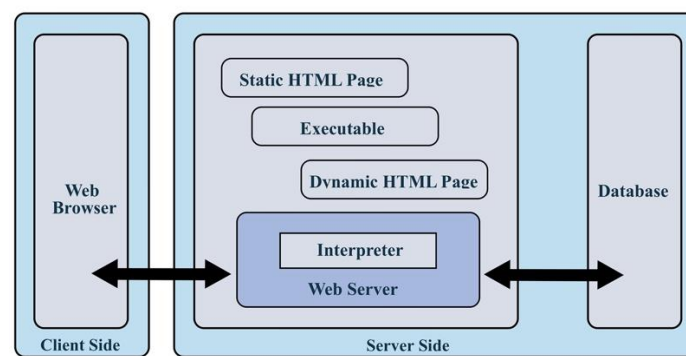 Static HTML Page
Executable
Dynamic HTML Page
Web
Browser
Database
Interpreter
Web Server
Client Side
Server Side